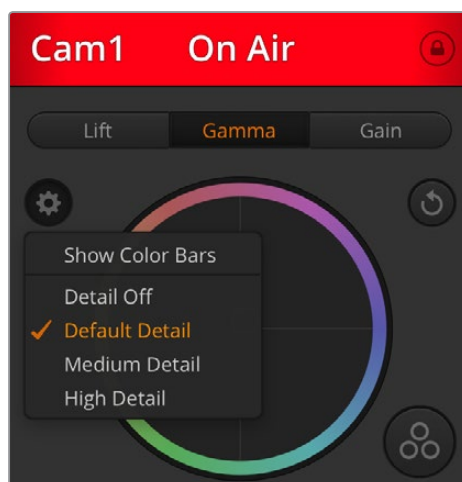 Cam1 On Air
Lift Gamma Gain
Show Color Bars
Detail Off
Default Detail
Medium Detail
High Detail